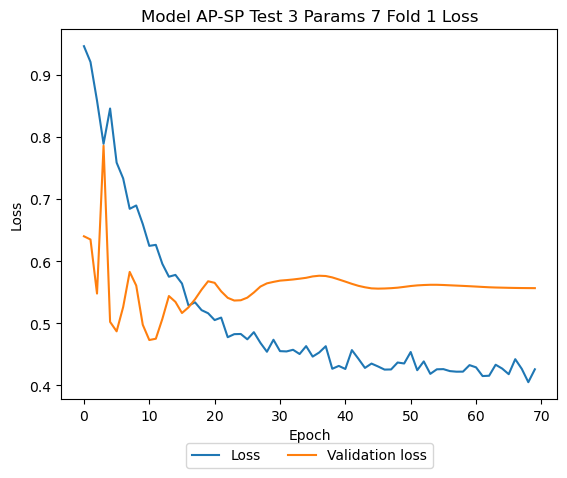 Model AP-SP Test 3 Params 7 Fold 1 Loss
Loss
0.9
0.8
0.7
0.6
0.5
0.4
0 10 20 30 40 50 60 70
Epoch
Loss Validation loss